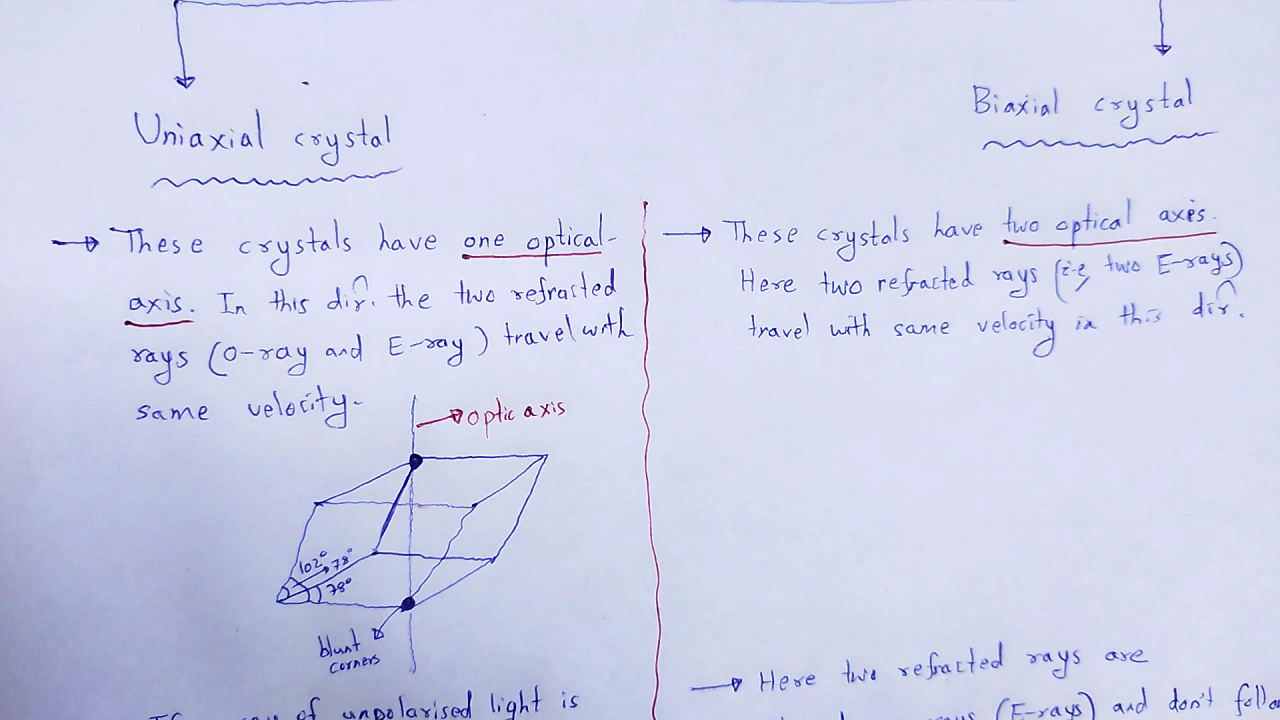 Uniaxial crystal
→ These crystals have one optical-
axis. In this dirn. the two refracted
rays (O-ray and E-ray) travel with
same velocity.
optic axis
102° 78°
78°
blunt
corners
of unpolarised light is
Biaxial crystal
→ These crystals have two optical axis.
Here two refracted rays (i.e, two E-rays)
travel with same velocity in this dirn.
→ Here two refracted rays are
(E-rays) and don't